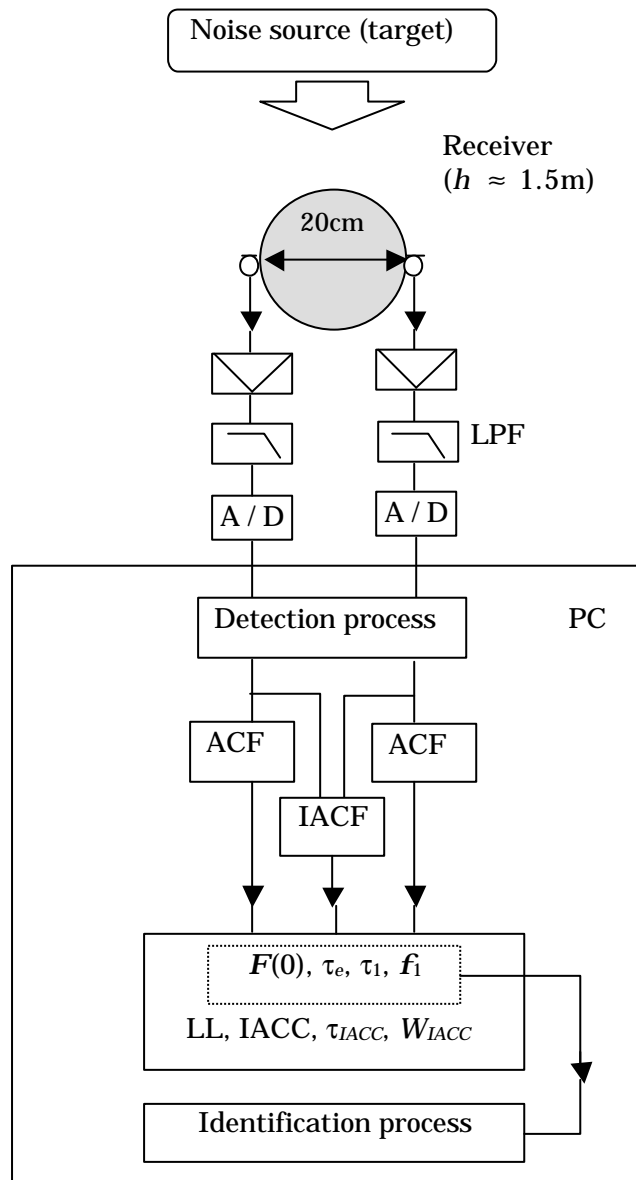 Noise source (target)
Receiver
(h ≈ 1.5m)
20cm
LPF
A / D
A / D
Detection process
PC
ACF
ACF
IACF
F(0), τe, τ1, f1
LL, IACC, τIACC, WIACC
Identification process